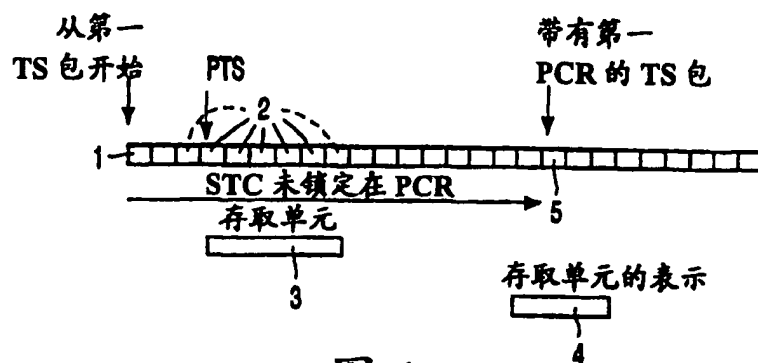 从第一
TS 包开始
PTS
带有第一
PCR 的 TS 包
2
1
STC 未锁定在 PCR
5
存取单元
3
存取单元的表示
4